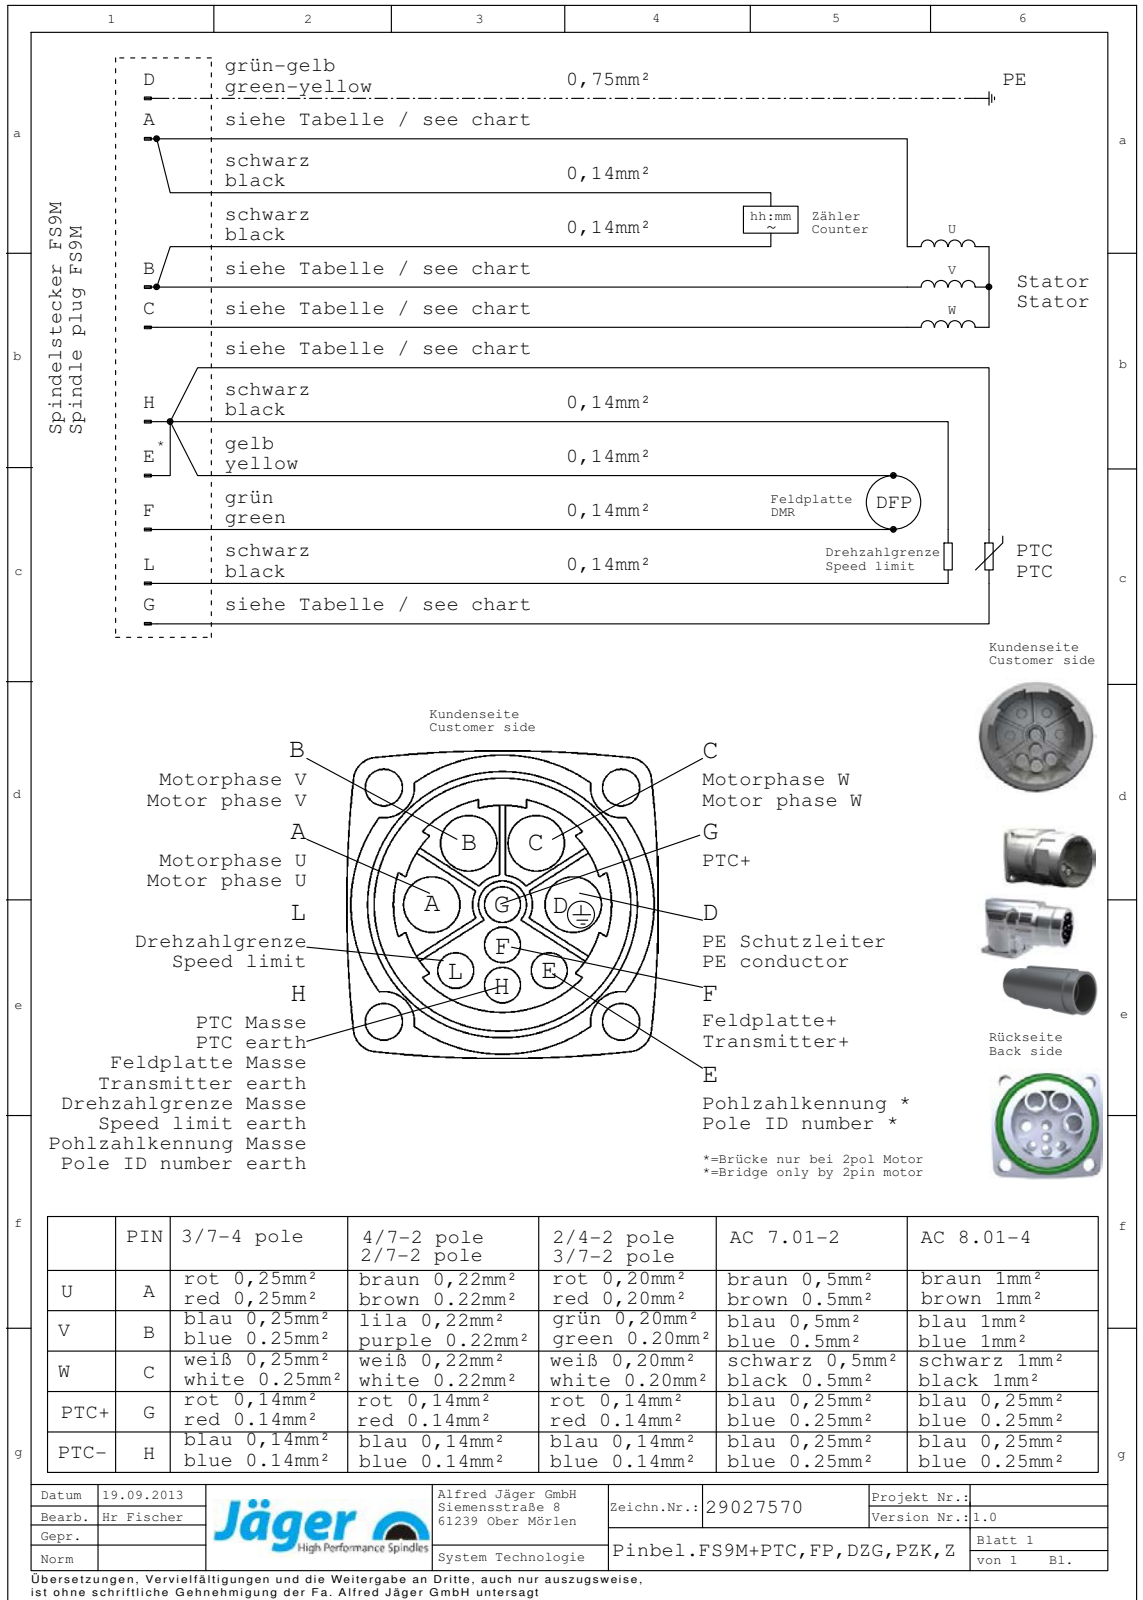 1 2 3 4 5 6
a
b
c
d
e
f
g
a
b
c
d
e
f
g
Spindelstecker FS9M
Spindle plug FS9M
D
grün-gelb
green-yellow
0,75mm²
PE
A
siehe Tabelle / see chart
schwarz
black
0,14mm²
schwarz
black
0,14mm²
hh:mm
~
Zähler
Counter
B
siehe Tabelle / see chart
C
siehe Tabelle / see chart
U
V
W
Stator
Stator
siehe Tabelle / see chart
H
schwarz
black
0,14mm²
E *
gelb
yellow
0,14mm²
F
grün
green
0,14mm²
Feldplatte
DMR
DFP
L
schwarz
black
0,14mm²
Drehzahlgrenze
Speed limit
PTC
PTC
G
siehe Tabelle / see chart
Kundenseite
Customer side
Kundenseite
Customer side
B
Motorphase V
Motor phase V
A
Motorphase U
Motor phase U
L
Drehzahlgrenze
Speed limit
H
PTC Masse
PTC earth
Feldplatte Masse
Transmitter earth
Drehzahlgrenze Masse
Speed limit earth
Pohlzahlkennung Masse
Pole ID number earth
B
C
A
G
D
F
L
E
H
C
Motorphase W
Motor phase W
G
PTC+
D
PE Schutzleiter
PE conductor
F
Feldplatte+
Transmitter+
E
Pohlzahlkennung *
Pole ID number *
*=Brücke nur bei 2pol Motor
*=Bridge only by 2pin motor
Rückseite
Back side
PIN 3/7-4 pole 4/7-2 pole 2/4-2 pole AC 7.01-2 AC 8.01-4
2/7-2 pole 3/7-2 pole
U A rot 0,25mm² braun 0,22mm² rot 0,20mm² braun 0,5mm² braun 1mm²
red 0,25mm² brown 0.22mm² red 0,20mm² brown 0.5mm² brown 1mm²
V B blau 0,25mm² lila 0,22mm² grün 0,20mm² blau 0,5mm² blau 1mm²
blue 0.25mm² purple 0.22mm² green 0.20mm² blue 0.5mm² blue 1mm²
W C weiß 0,25mm² weiß 0,22mm² weiß 0,20mm² schwarz 0,5mm² schwarz 1mm²
white 0.25mm² white 0.22mm² white 0.20mm² black 0.5mm² black 1mm²
PTC+ G rot 0,14mm² rot 0,14mm² rot 0,14mm² blau 0,25mm² blau 0,25mm²
red 0.14mm² red 0.14mm² red 0.14mm² blue 0.25mm² blue 0.25mm²
PTC- H blau 0,14mm² blau 0,14mm² blau 0,14mm² blau 0,25mm² blau 0,25mm²
blue 0.14mm² blue 0.14mm² blue 0.14mm² blue 0.25mm² blue 0.25mm²
Datum 19.09.2013
Bearb. Hr Fischer
Gepr.
Norm
Jäger
High Performance Spindles
Alfred Jäger GmbH
Siemensstraße 8
61239 Ober Mörlen
System Technologie
Zeichn.Nr.: 29027570
Projekt Nr.:
Version Nr.: 1.0
Pinbel.FS9M+PTC,FP,DZG,PZK,Z
Blatt 1
von 1 Bl.
Übersetzungen, Vervielfältigungen und die Weitergabe an Dritte, auch nur auszugsweise,
ist ohne schriftliche Gehnehmigung der Fa. Alfred Jäger GmbH untersagt